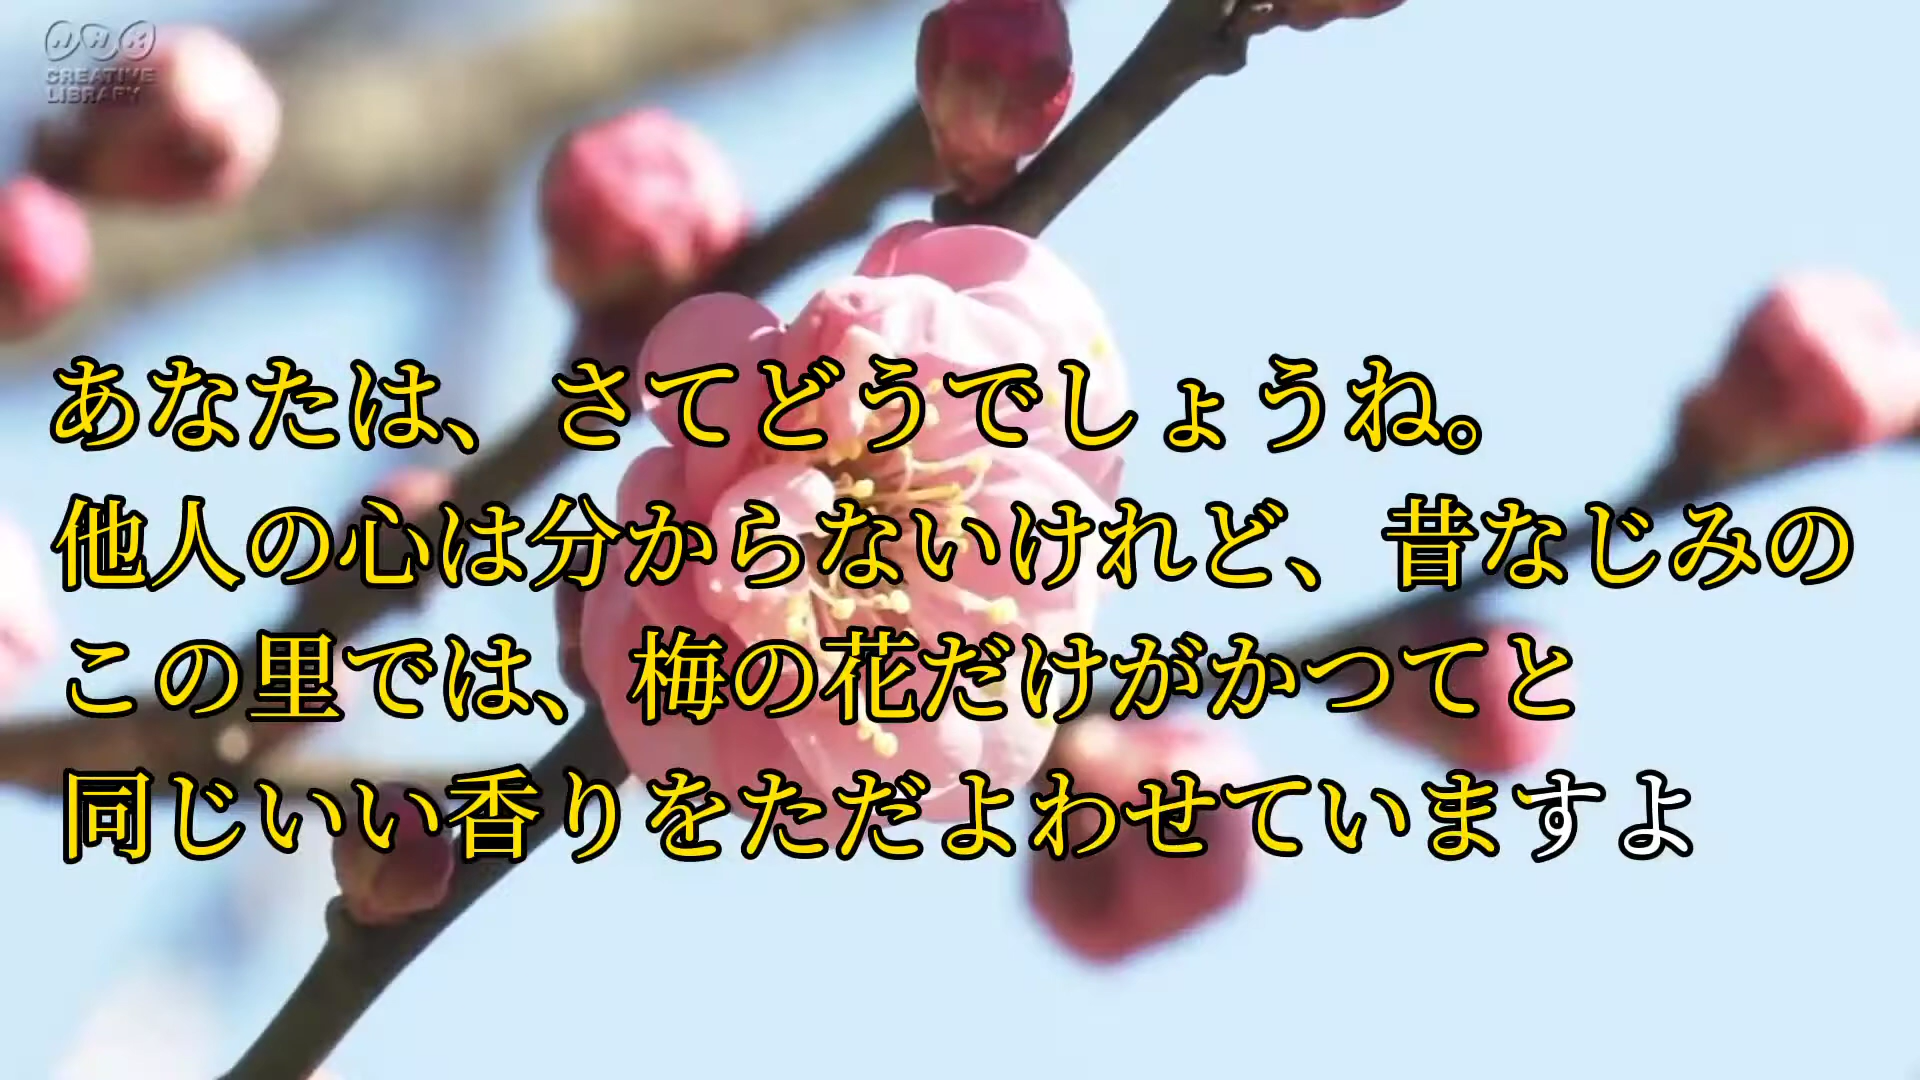 NHK
CREATIVE
LIBRARY
あなたは、さてどうでしょうね。
他人の心は分からないけれど、昔なじみの
この里では、梅の花だけがかつてと
同じいい香りをただよわせていますよ